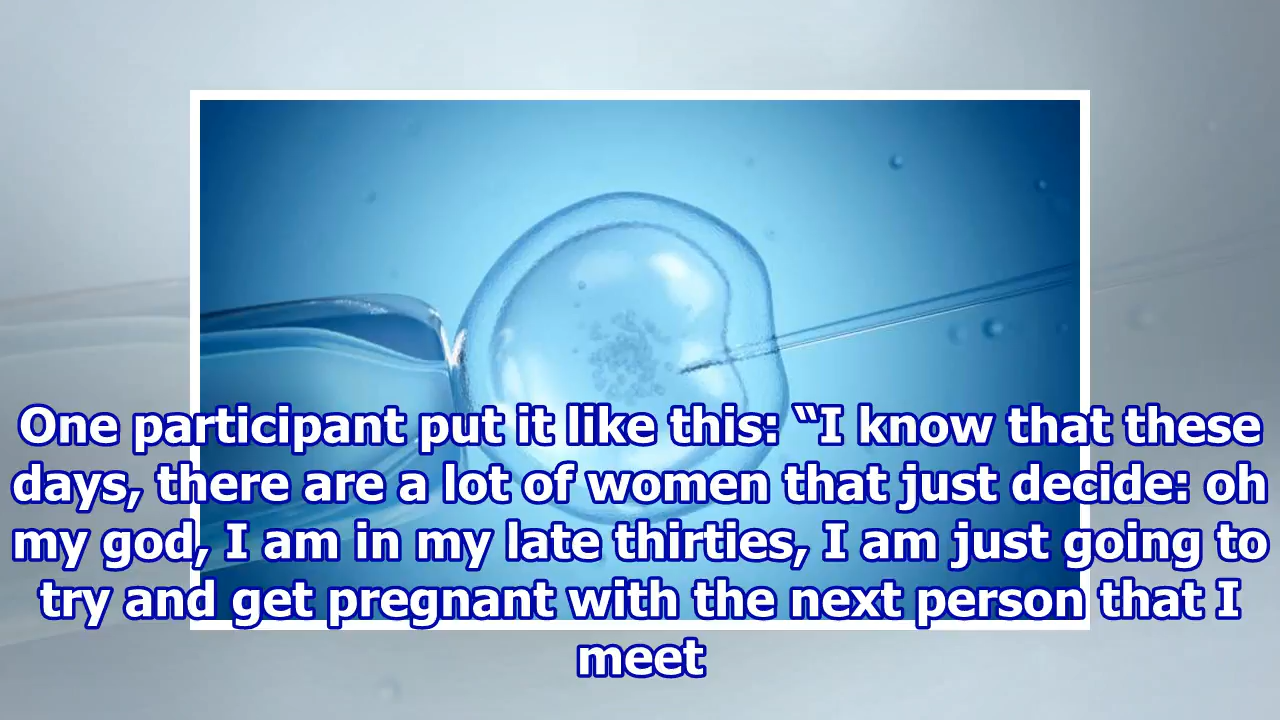 One participant put it like this: “I know that these
days, there are a lot of women that just decide: oh
my god, I am in my late thirties, I am just going to
try and get pregnant with the next person that I
meet